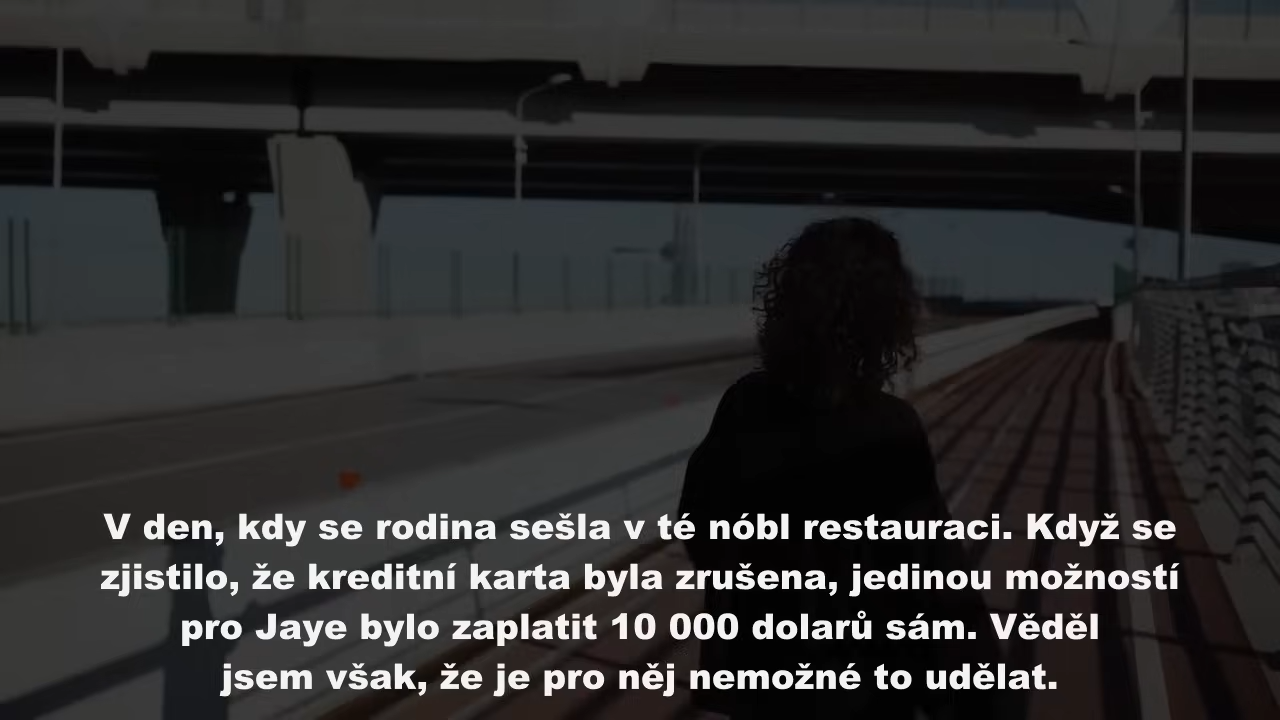 V den, kdy se rodina sešla v té nóbl restauraci. Když se
zjistilo, že kreditní karta byla zrušena, jedinou možností
pro Jaye bylo zaplatit 10 000 dolarů sám. Věděl
jsem však, že je pro něj nemožné to udělat.